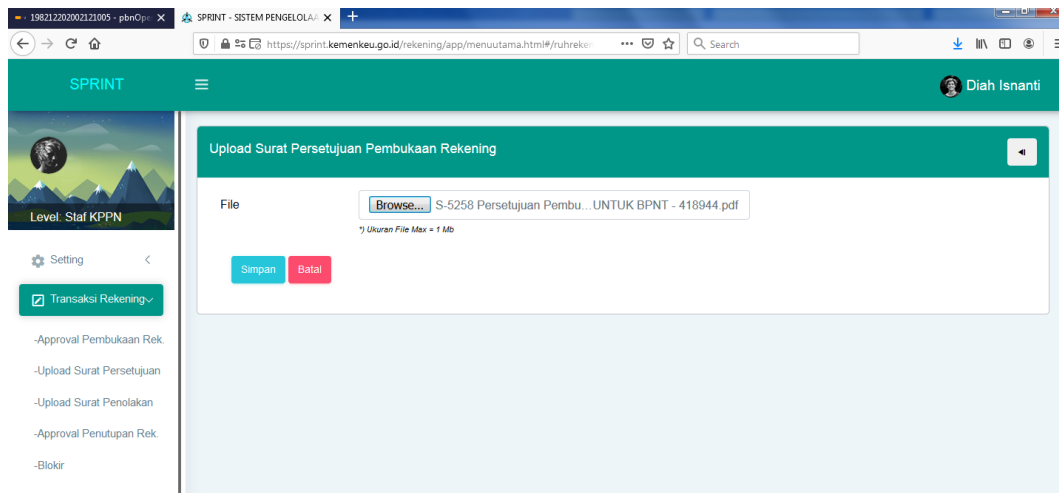 198212202002121005 - pbnOpe
SPRINT - SISTEM PENGELOLAA
https://sprint.kemenkeu.go.id/rekening/app/menuutama.html#/ruhreken
Search
SPRINT
Diah Isnanti
Upload Surat Persetujuan Pembukaan Rekening
File
Browse... S-5258 Persetujuan Pembu...UNTUK BPNT - 418944.pdf
*) Ukuran File Max = 1 Mb
Simpan Batal
Level: Staf KPPN
Setting
Transaksi Rekening
-Approval Pembukaan Rek.
-Upload Surat Persetujuan
-Upload Surat Penolakan
-Approval Penutupan Rek.
-Blokir